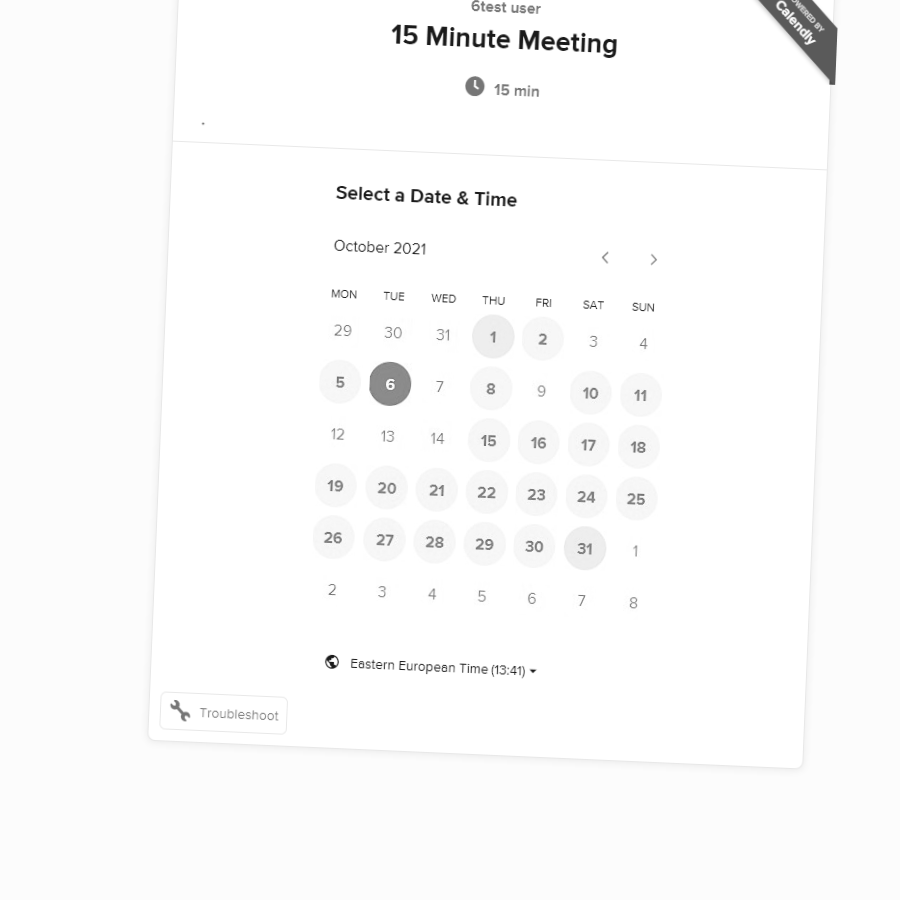 6test user
15 Minute Meeting
15 min
.
POWERED BY
Calendly
Select a Date & Time
October 2021
MON TUE WED THU FRI SAT SUN
29 30 31 1 2 3 4
5 6 7 8 9 10 11
12 13 14 15 16 17 18
19 20 21 22 23 24 25
26 27 28 29 30 31 1
2 3 4 5 6 7 8
Eastern European Time (13:41)
Troubleshoot